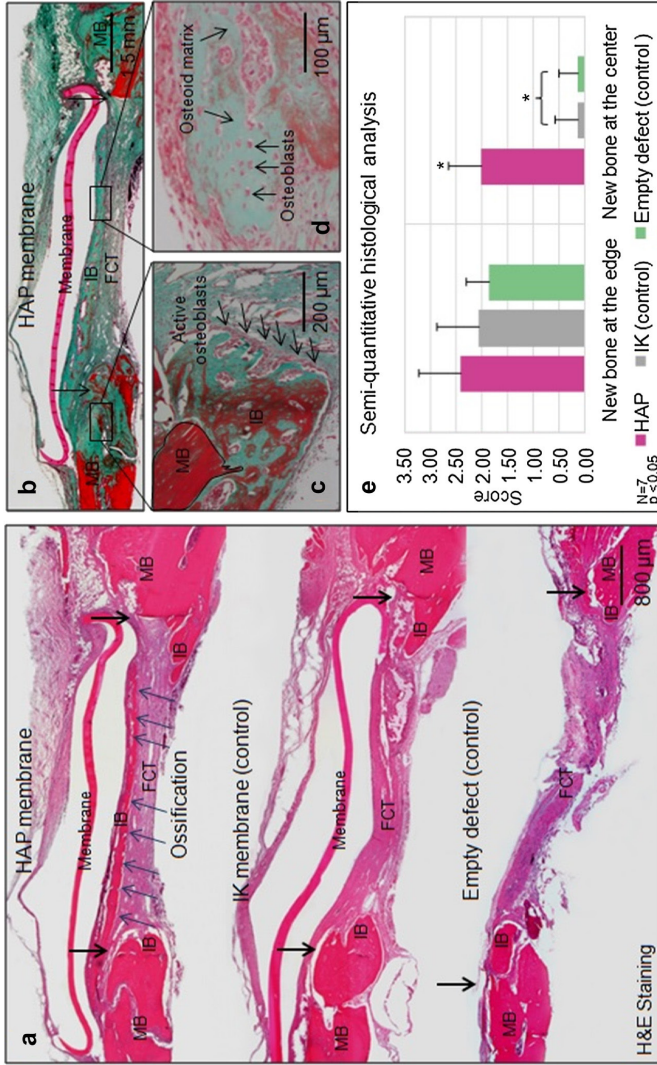 a
HAP membrane
Membrane
MB
IB
IB
FCT
IB
MB
Ossification
IK membrane (control)
Membrane
MB
IB
FCT
IB
MB
Empty defect (control)
MB
IB
FCT
IB
MB
800 µm
H&E Staining
b
HAP membrane
Membrane
MB
IB
FCT
MB
1.5 mm
c
MB
IB
Active
osteoblasts
200 µm
d
Osteoid matrix
Osteoblasts
100 µm
e
Semi-quantitative histological analysis
Score
3.50
3.00
2.50
2.00
1.50
1.00
0.50
0.00
*
*
New bone at the edge
New bone at the center
HAP
IK (control)
Empty defect (control)
N=7
p ≤0.05